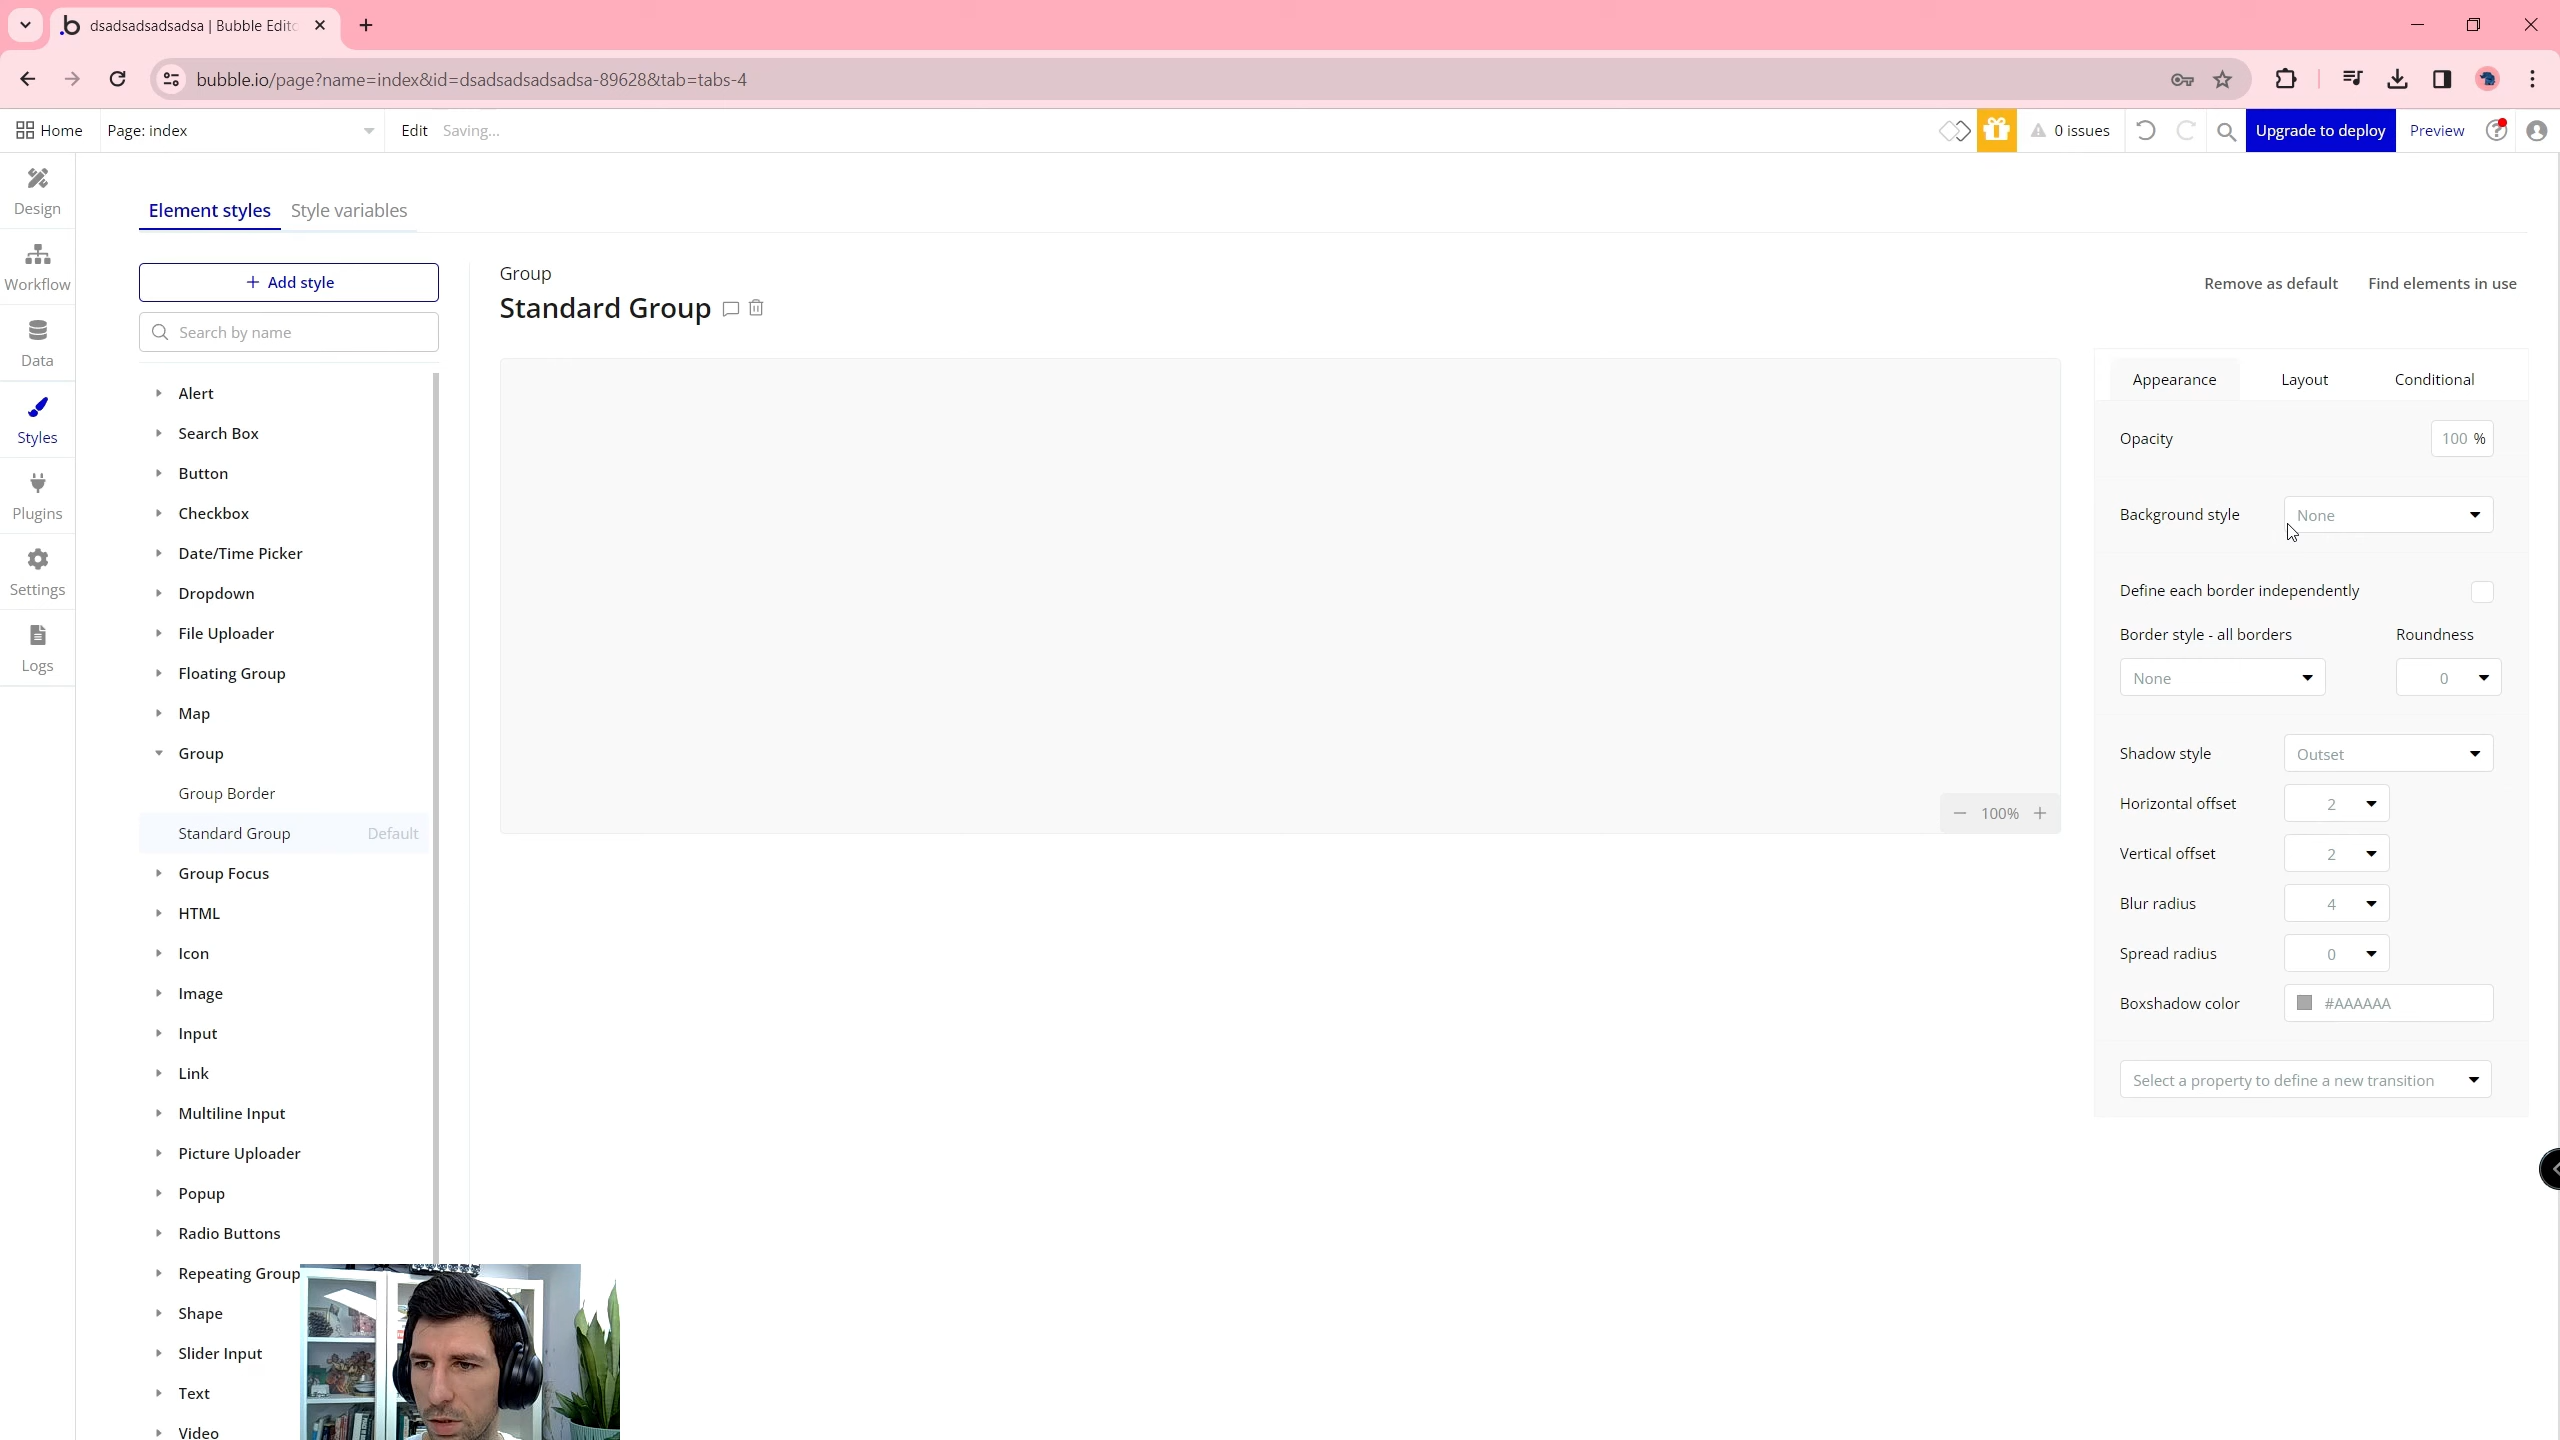 dsadsadsadsadsa | Bubble Edito
bubble.io/page?name=index&id=dsadsadsadsadsa-89628&tab=tabs-4
Home
Page: index
Edit
Saving...
0 issues
Upgrade to deploy
Preview
Design
Workflow
Data
Styles
Plugins
Settings
Logs
Element styles
Style variables
+ Add style
Search by name
Alert
Search Box
Button
Checkbox
Date/Time Picker
Dropdown
File Uploader
Floating Group
Map
Group
Group Border
Standard Group Default
Group Focus
HTML
Icon
Image
Input
Link
Multiline Input
Picture Uploader
Popup
Radio Buttons
Repeating Group
Shape
Slider Input
Text
Video
Group
Standard Group
Remove as default
Find elements in use
100%
Appearance
Layout
Conditional
Opacity 100 %
Background style None
Define each border independently
Border style - all borders Roundness
None 0
Shadow style Outset
Horizontal offset 2
Vertical offset 2
Blur radius 4
Spread radius 0
Boxshadow color #AAAAAA
Select a property to define a new transition